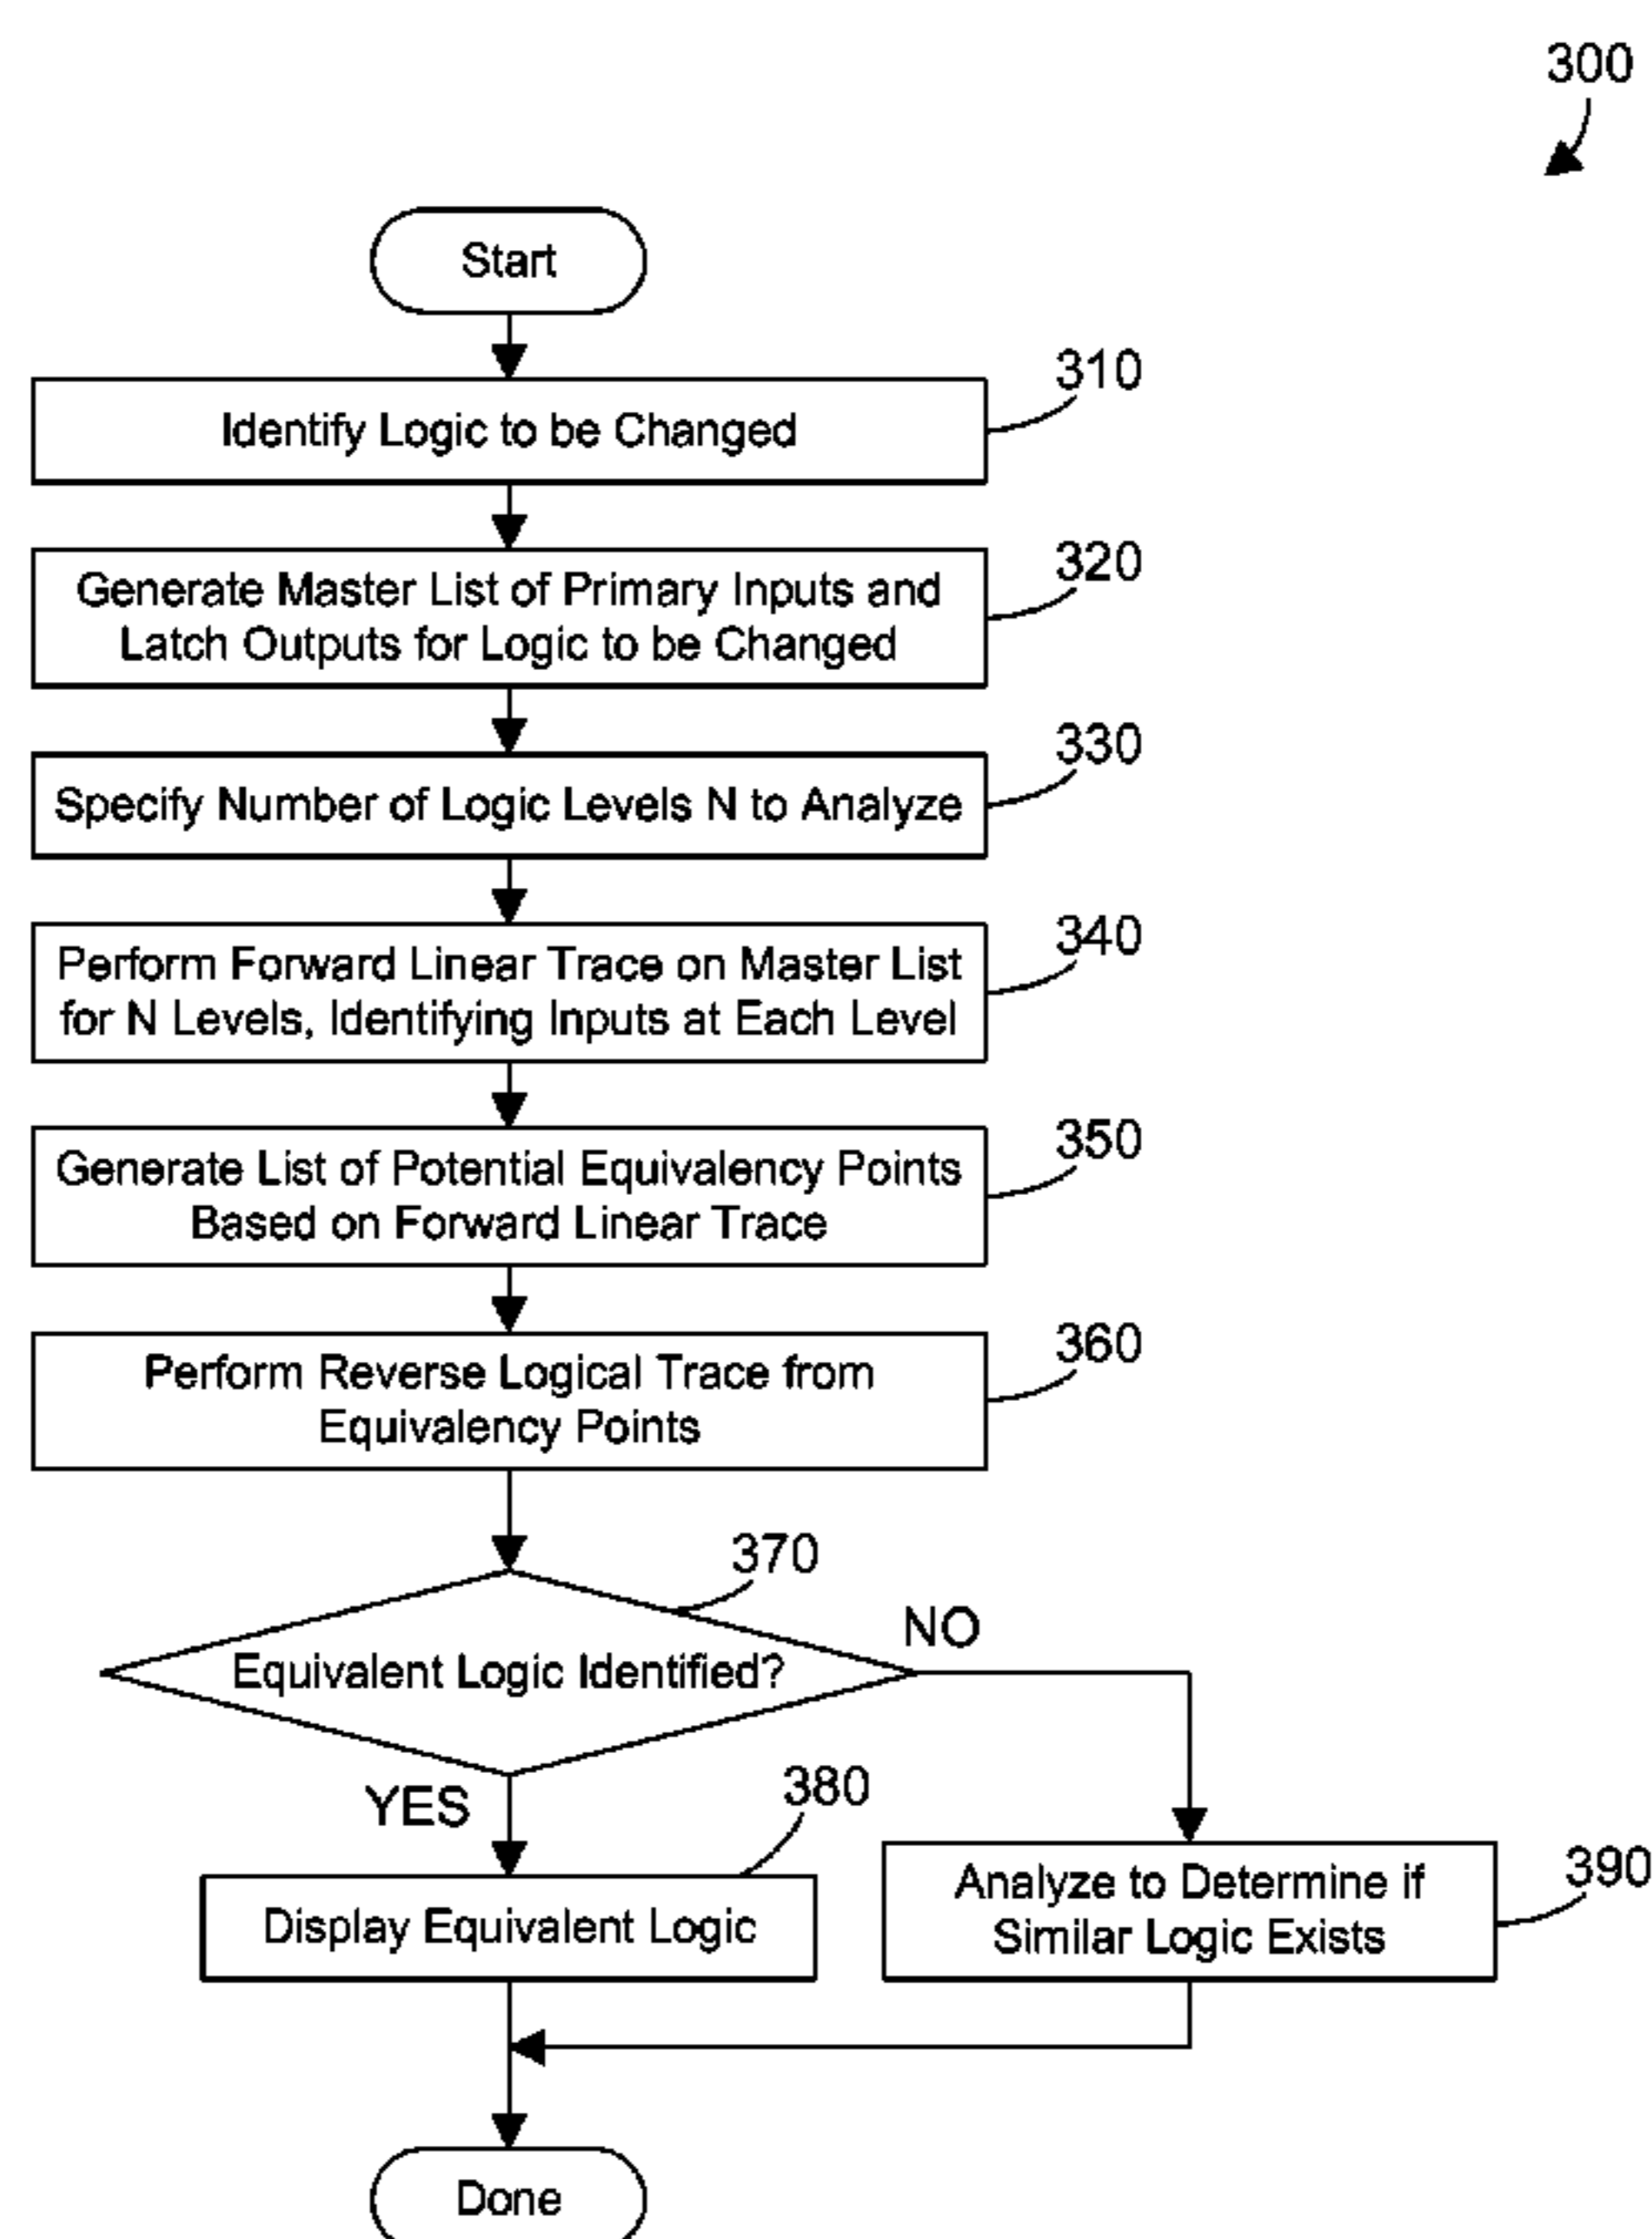 300
Start
310
Identify Logic to be Changed
320
Generate Master List of Primary Inputs and
Latch Outputs for Logic to be Changed
330
Specify Number of Logic Levels N to Analyze
340
Perform Forward Linear Trace on Master List
for N Levels, Identifying Inputs at Each Level
350
Generate List of Potential Equivalency Points
Based on Forward Linear Trace
360
Perform Reverse Logical Trace from
Equivalency Points
370
Equivalent Logic Identified?
NO
YES
380
Display Equivalent Logic
390
Analyze to Determine if
Similar Logic Exists
Done